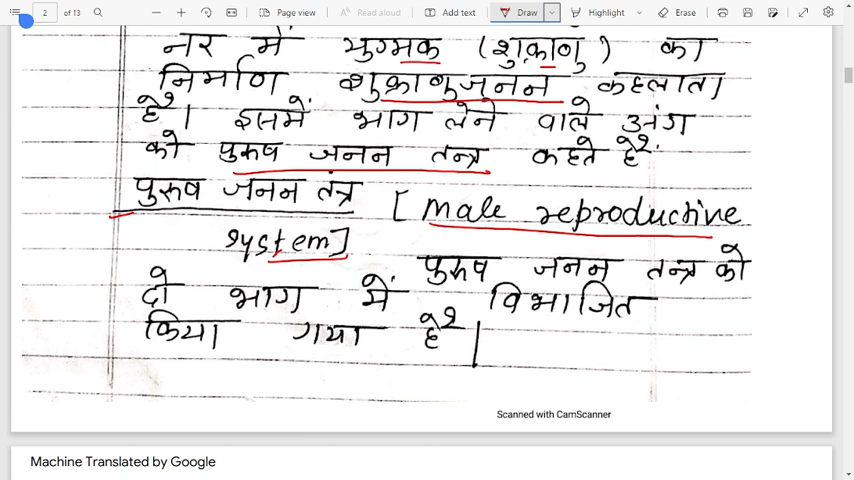 2 of 13
Page view
Read aloud
Add text
Draw
Highlight
Erase
नर में युग्मक (शुक्राणु) का
निर्माण शुक्राणुजनन कहलाता
है। इसमें भाग लेने वाले अंग
को पुरुष जनन तन्त्र कहते है
पुरुष जनन तंत्र [male reproductive
system]
पुरुष जनन तन्त्र को
दो भाग में विभाजित
किया गया है।
Scanned with CamScanner
Machine Translated by Google